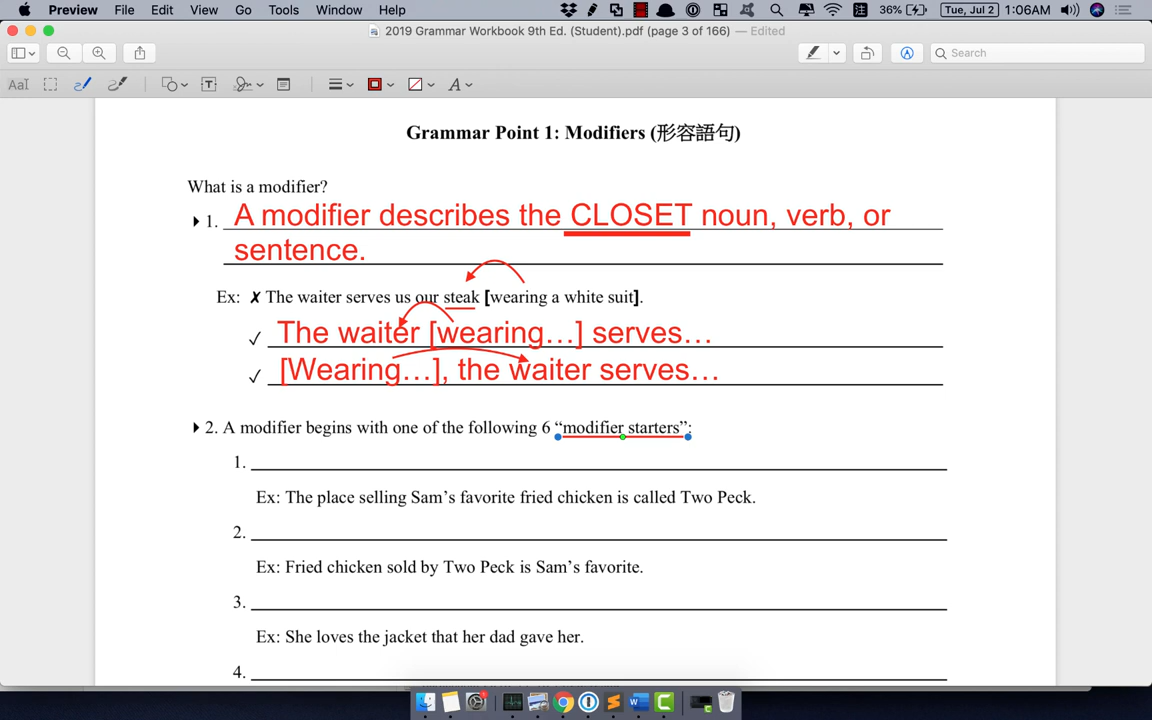 Preview File Edit View Go Tools Window Help 36% Tue, Jul 2 1:06AM
2019 Grammar Workbook 9th Ed. (Student).pdf (page 3 of 166) — Edited
Search
AaI T A
Grammar Point 1: Modifiers (形容語句)
What is a modifier?
1. A modifier describes the CLOSET noun, verb, or
sentence.
Ex: ✗ The waiter serves us our steak [wearing a white suit].
✓ The waiter [wearing…] serves…
✓ [Wearing…], the waiter serves…
2. A modifier begins with one of the following 6 “modifier starters”:
1.
Ex: The place selling Sam’s favorite fried chicken is called Two Peck.
2.
Ex: Fried chicken sold by Two Peck is Sam’s favorite.
3.
Ex: She loves the jacket that her dad gave her.
4.